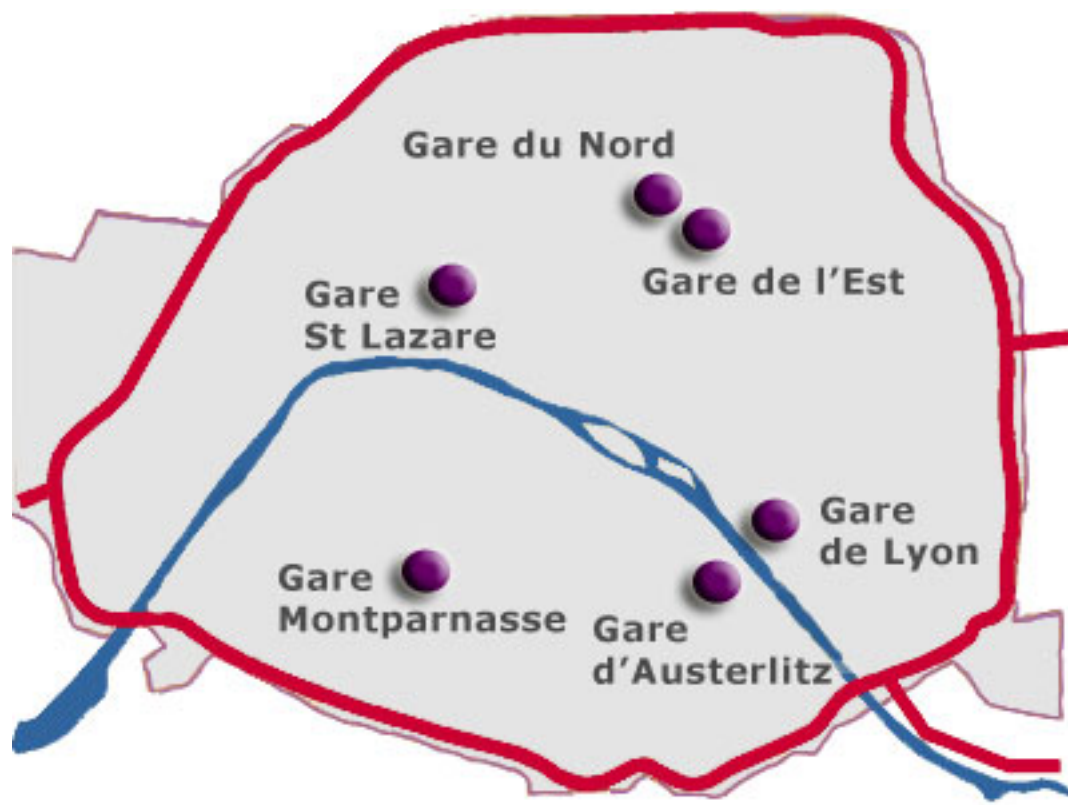 Gare du Nord
Gare de l’Est
Gare
St Lazare
Gare
de Lyon
Gare
Montparnasse
Gare
d’Austerlitz